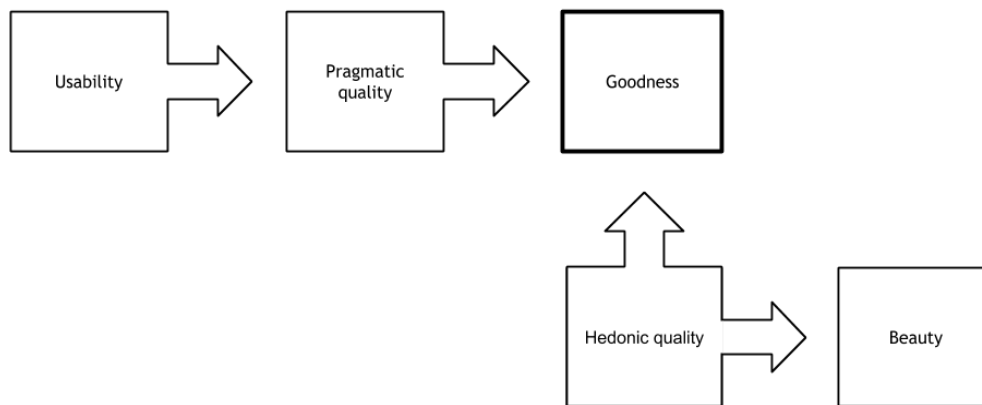 Usability
Pragmatic
quality
Goodness
Hedonic quality
Beauty